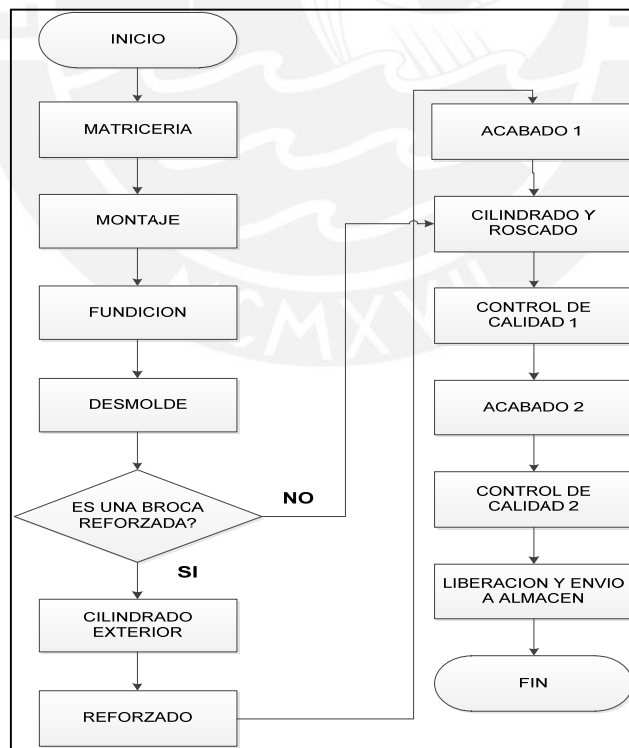 INICIO
MATRICERIA
MONTAJE
FUNDICION
DESMOLDE
ES UNA BROCA
REFORZADA?
NO
SI
CILINDRADO
EXTERIOR
REFORZADO
ACABADO 1
CILINDRADO Y
ROSCADO
CONTROL DE
CALIDAD 1
ACABADO 2
CONTROL DE
CALIDAD 2
LIBERACION Y ENVIO
A ALMACEN
FIN
MCMXVII